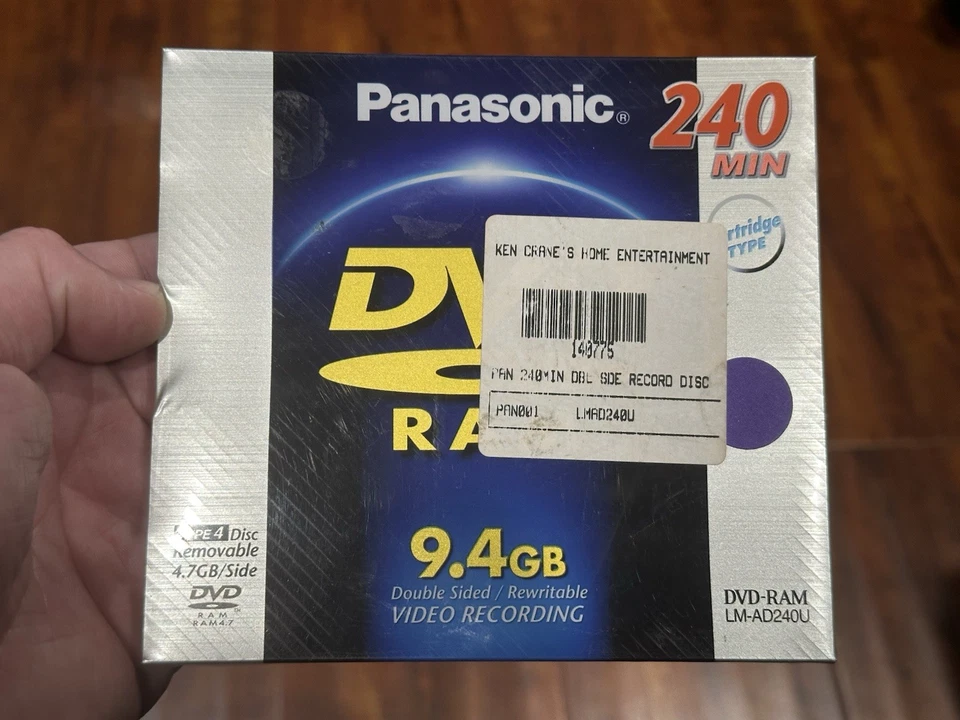 Panasonic®
240
MIN
rtridge
TYPE
KEN CRANE'S HOME ENTERTAINMENT
140775
PAN 240MIN DBL SDE RECORD DISC
PAN001 LMAD240U
DV
RA
TYPE 4 Disc
Removable
4.7GB/Side
DVD
RAM
RAM4.7
9.4GB
Double Sided / Rewritable
VIDEO RECORDING
DVD-RAM
LM-AD240U